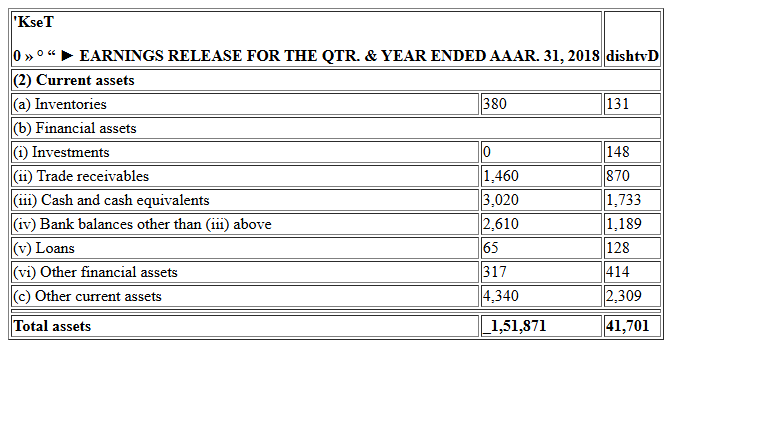 'KseT
0 » ° “ ► EARNINGS RELEASE FOR THE QTR. & YEAR ENDED AAAR. 31, 2018 dishtvD
(2) Current assets
(a) Inventories 380 131
(b) Financial assets
(i) Investments 0 148
(ii) Trade receivables 1,460 870
(iii) Cash and cash equivalents 3,020 1,733
(iv) Bank balances other than (iii) above 2,610 1,189
(v) Loans 65 128
(vi) Other financial assets 317 414
(c) Other current assets 4,340 2,309
Total assets _1,51,871 41,701